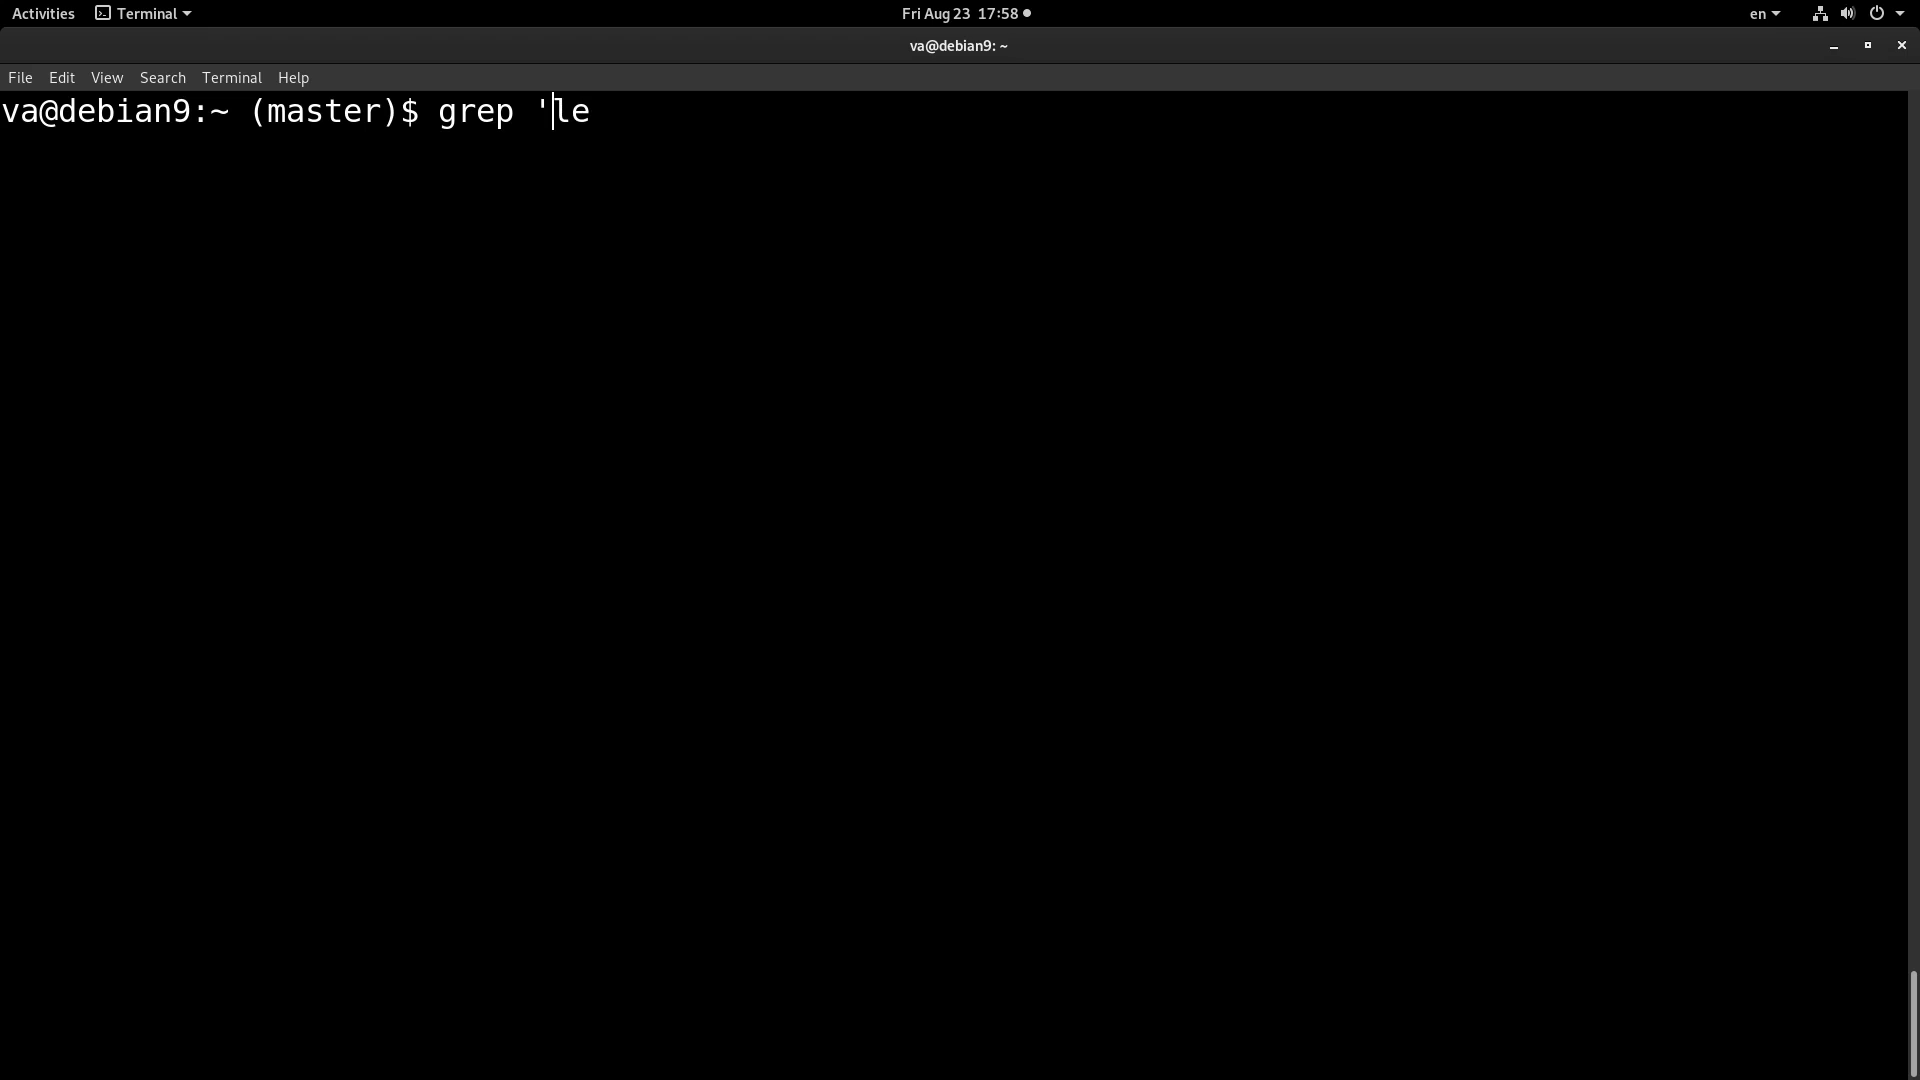 Activities Terminal Fri Aug 23 17:58 en
va@debian9: ~
File Edit View Search Terminal Help
va@debian9:~ (master)$ grep 'le